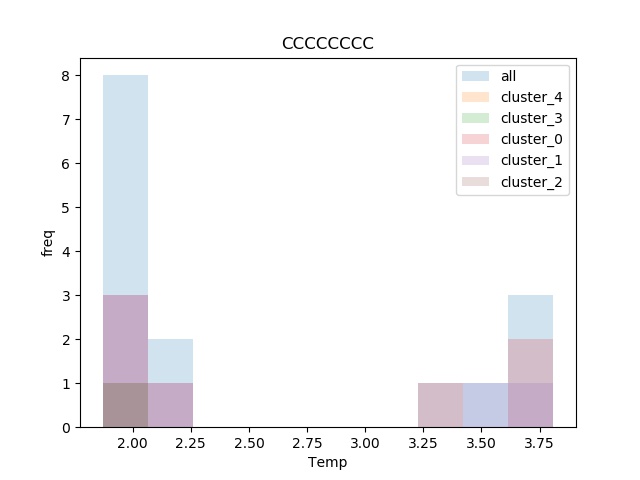 CCCCCCCC
8
7
6
5
4
3
2
1
0
freq
all
cluster_4
cluster_3
cluster_0
cluster_1
cluster_2
2.00 2.25 2.50 2.75 3.00 3.25 3.50 3.75
Temp